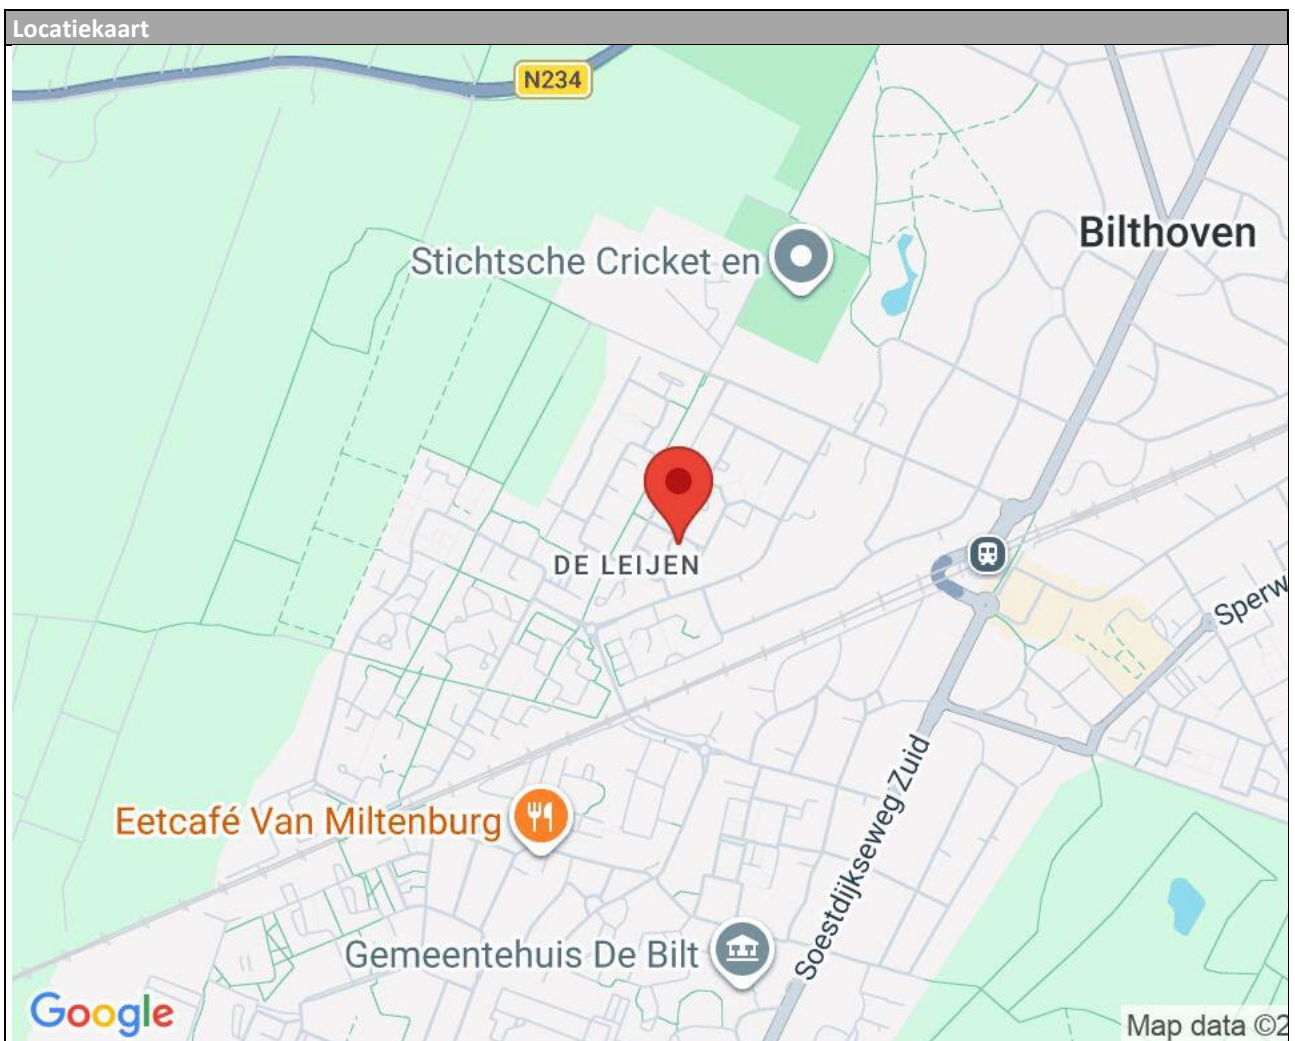 Locatiekaart
N234
Bilthoven
Stichtsche Cricket en
DE LEIJEN
Sperw
Soestdijkseweg Zuid
Eetcafé Van Miltenburg
Gemeentehuis De Bilt
Google
Map data ©2